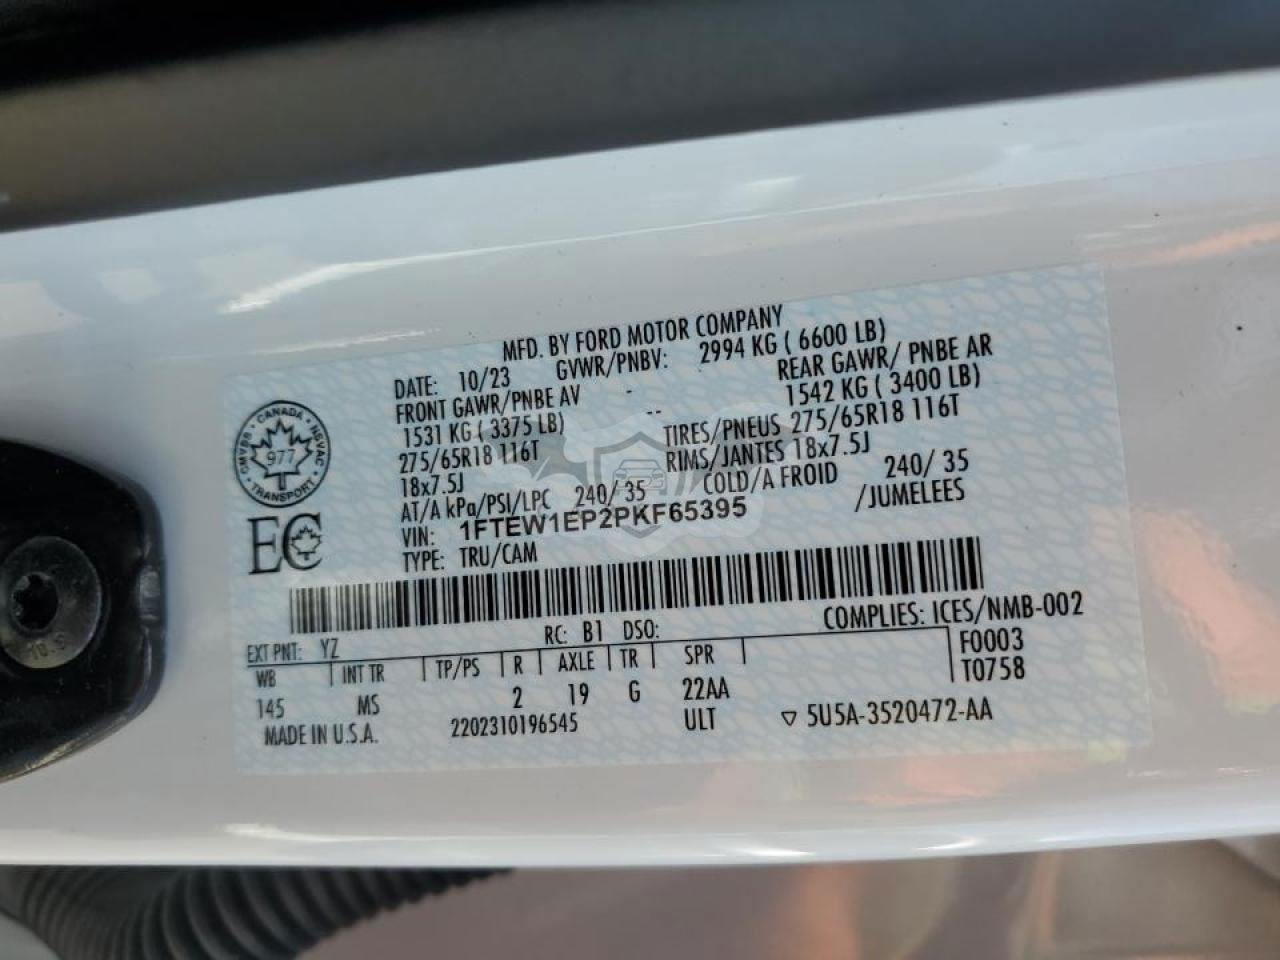 MFD. BY FORD MOTOR COMPANY
DATE: 10/23 GVWR/PNBV: 2994 KG ( 6600 LB)
FRONT GAWR/PNBE AV - REAR GAWR/ PNBE AR
1531 KG ( 3375 LB) -- 1542 KG ( 3400 LB)
275/65R18 116T TIRES/PNEUS 275/65R18 116T
18x7.5J RIMS/JANTES 18x7.5J
AT/A kPa/PSI/LPC 240/ 35 COLD/A FROID 240/ 35
VIN: 1FTEW1EP2PKF65395 /JUMELEES
TYPE: TRU/CAM
CANADA
CMVSS · NSVAC
977
TRANSPORT
EC
COMPLIES: ICES/NMB-002
EXT PNT: YZ RC: B1 DSO: F0003
WB INT TR TP/PS R AXLE TR SPR T0758
145 MS 2 19 G 22AA
MADE IN U.S.A. 2202310196545 ULT ▽ 5U5A-3520472-AA
10.9